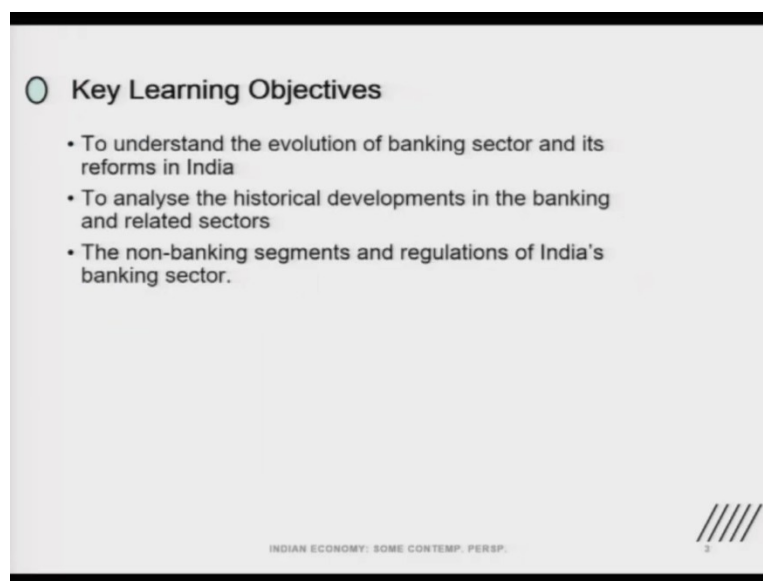 Key Learning Objectives
• To understand the evolution of banking sector and its
reforms in India
• To analyse the historical developments in the banking
and related sectors
• The non-banking segments and regulations of India's
banking sector.
INDIAN ECONOMY: SOME CONTEMP. PERSP.
3